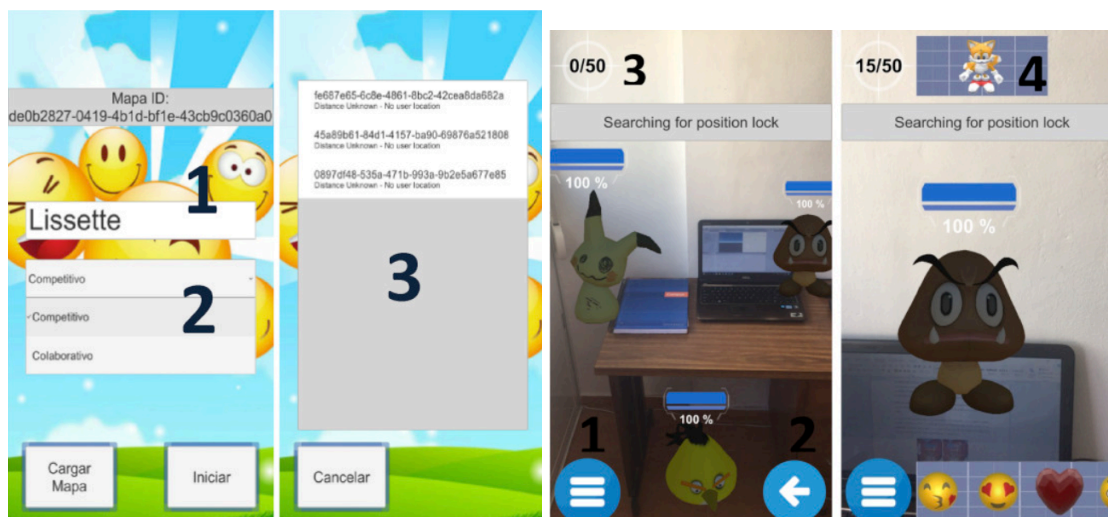 Mapa ID:
de0b2827-0419-4b1d-bf1e-43cb9c0360a0
1
Lissette
Competitivo
2
Competitivo
Colaborativo
Cargar
Mapa
Iniciar
fe687e65-6c8e-4861-8bc2-42cea8da682a
Distance Unknown - No user location
45a89b61-84d1-4157-ba90-69876a521808
Distance Unknown - No user location
0897df48-535a-471b-993a-9b2e5a677e85
Distance Unknown - No user location
3
Cancelar
0/50
3
Searching for position lock
100 %
100 %
100 %
1
2
15/50
4
Searching for position lock
100 %